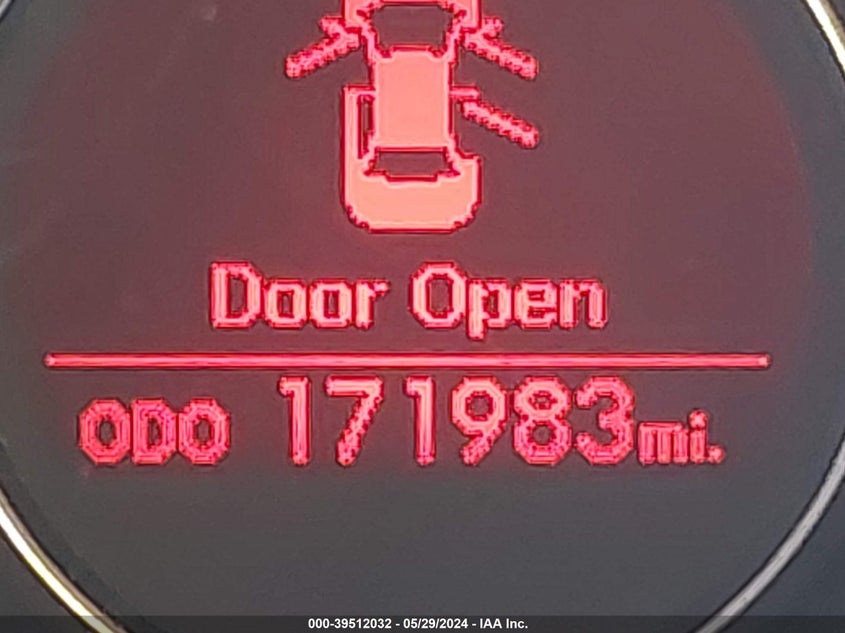 Door Open
ODO 171983mi.
000-39512032 - 05/29/2024 - IAA Inc.